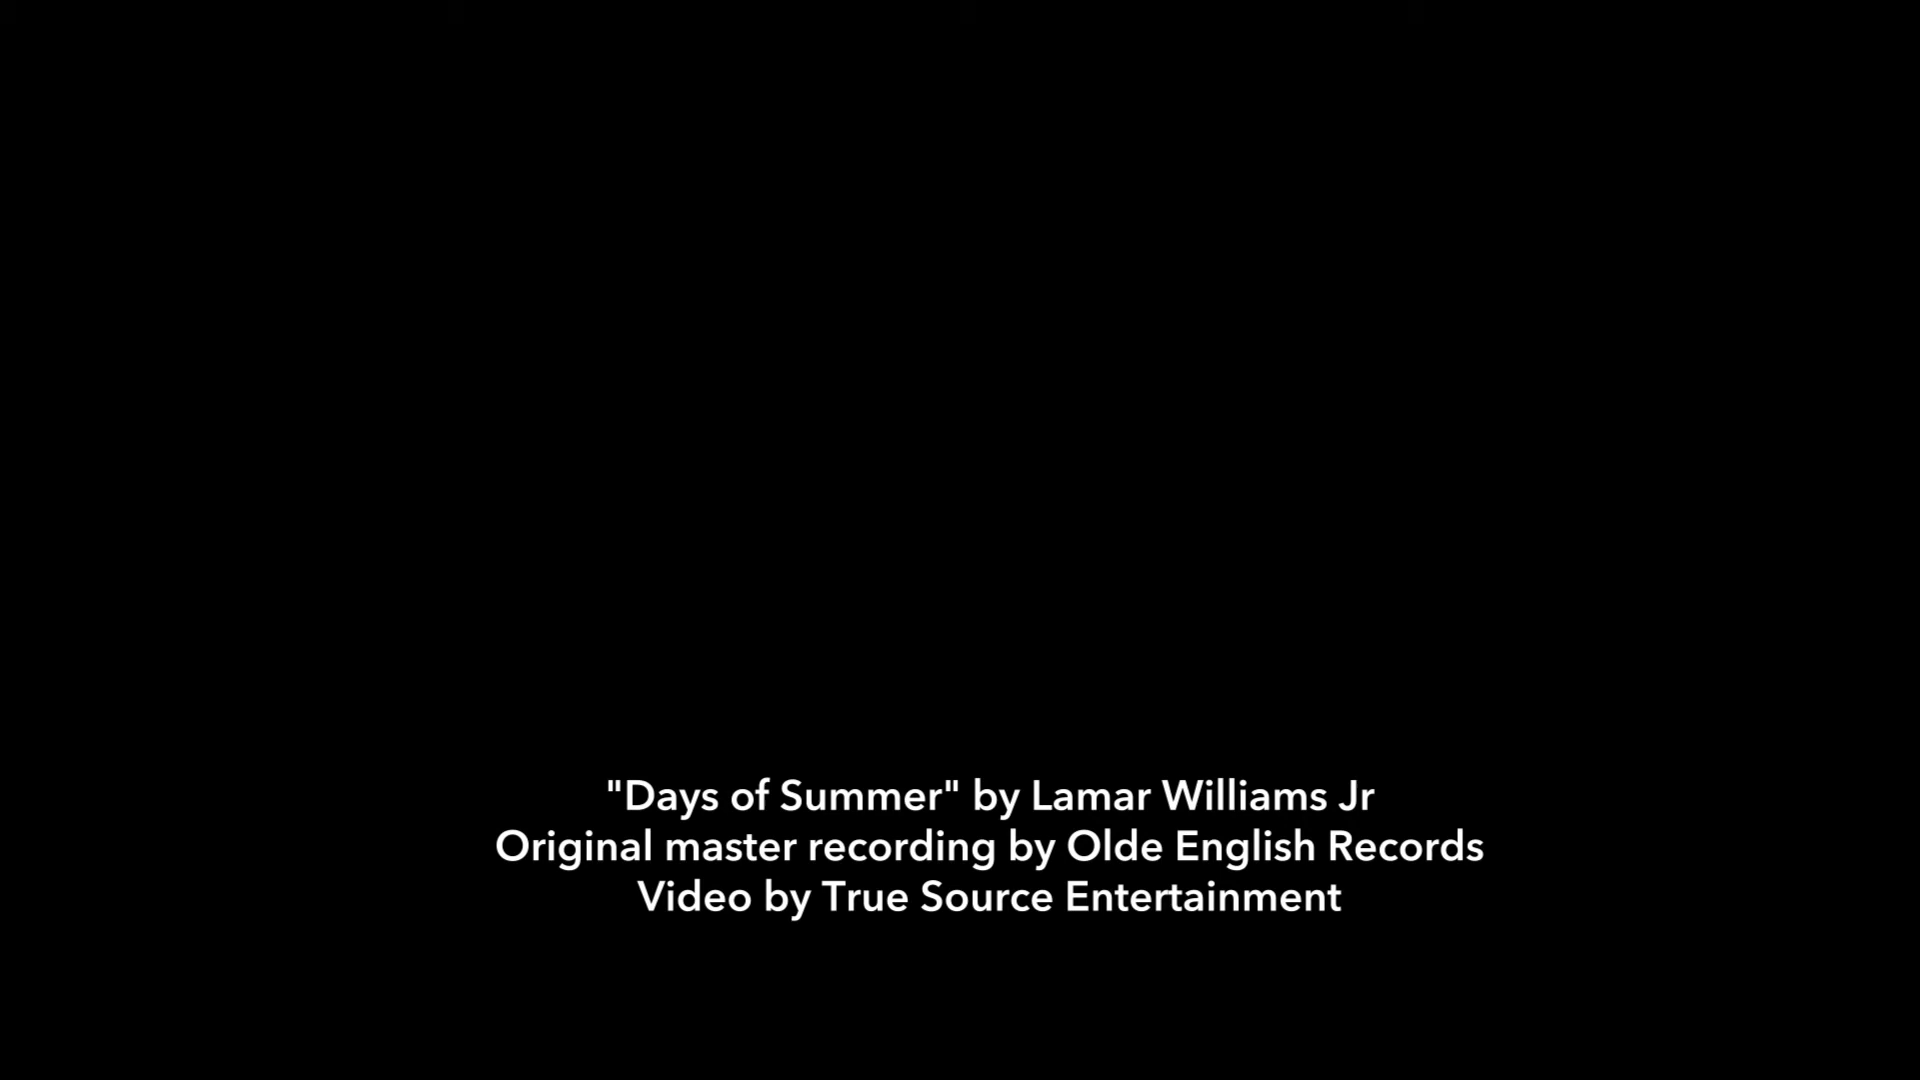 "Days of Summer" by Lamar Williams Jr
Original master recording by Olde English Records
Video by True Source Entertainment